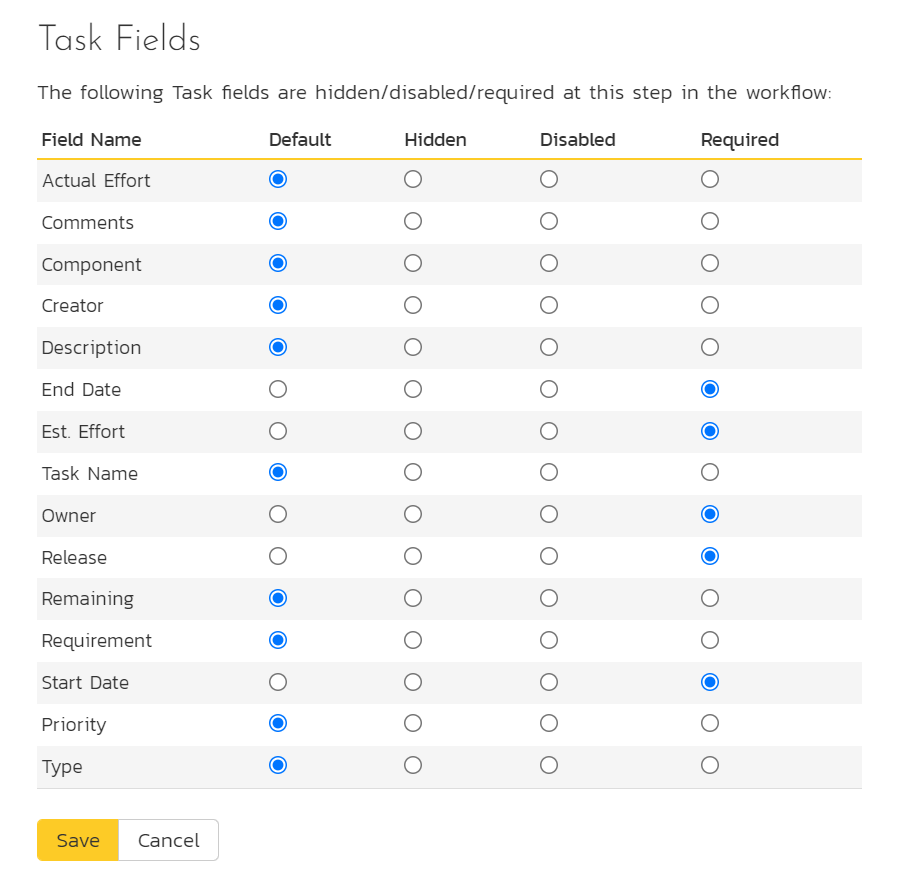 Task Fields
The following Task fields are hidden/disabled/required at this step in the workflow:
Field Name Default Hidden Disabled Required
Actual Effort
Comments
Component
Creator
Description
End Date
Est. Effort
Task Name
Owner
Release
Remaining
Requirement
Start Date
Priority
Type
Save Cancel